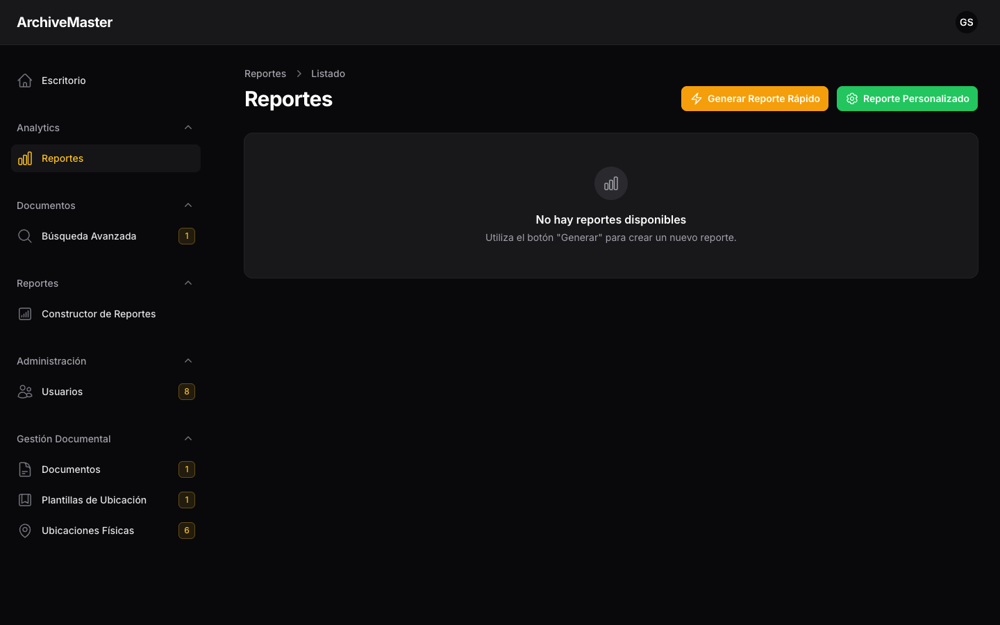 ArchiveMaster
GS
Escritorio
Analytics
Reportes
Documentos
Búsqueda Avanzada 1
Reportes
Constructor de Reportes
Administración
Usuarios 8
Gestión Documental
Documentos 1
Plantillas de Ubicación 1
Ubicaciones Físicas 6
Reportes Listado
Reportes
Generar Reporte Rápido
Reporte Personalizado
No hay reportes disponibles
Utiliza el botón "Generar" para crear un nuevo reporte.